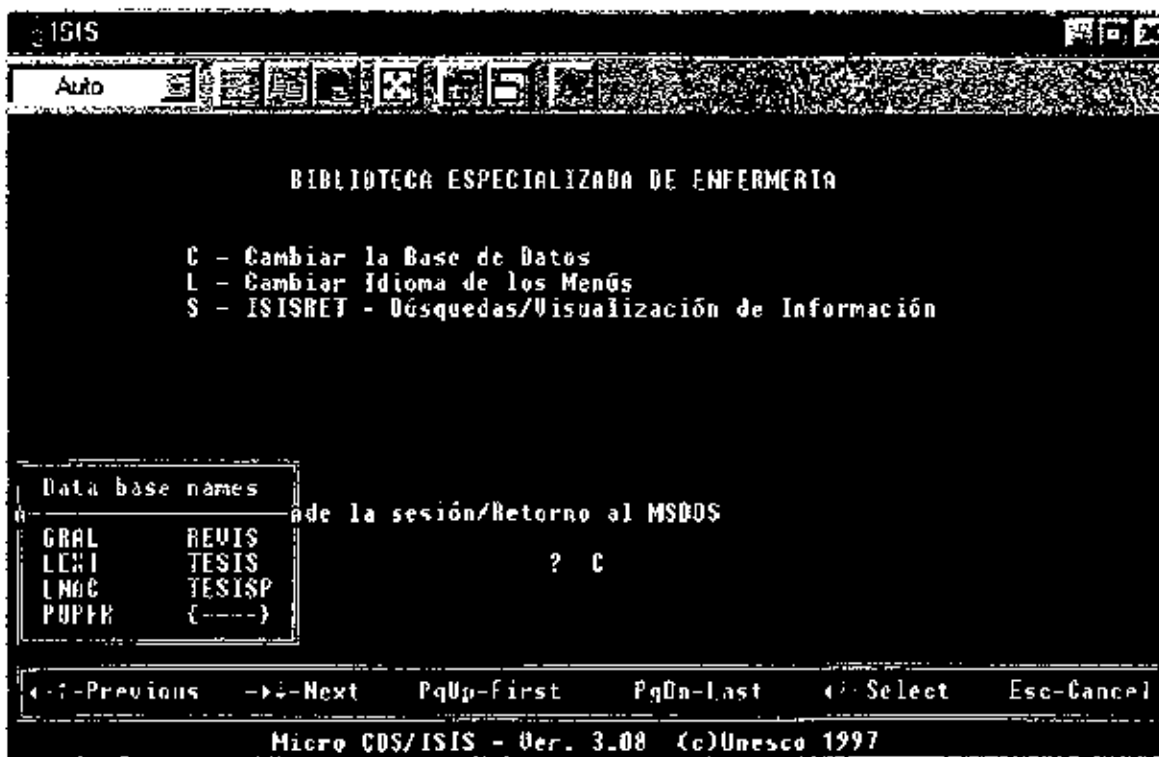 ISIS
Auto
BIBLIOTECA ESPECIALIZADA DE ENFERMERIA
C - Cambiar la Base de Datos
L - Cambiar Idioma de los Menús
S - ISISRET - Búsquedas/Visualización de Información
Data base names
de la sesión/Retorno al MSDOS
GRAL REVIS
LEXT TESIS
LNAC TESISP
{----}
? C
-Previous -Next PgUp-First PgDn-Last -Select Esc-Cancel
Micro CDS/ISIS - Ver. 3.08 (c)Unesco 1997